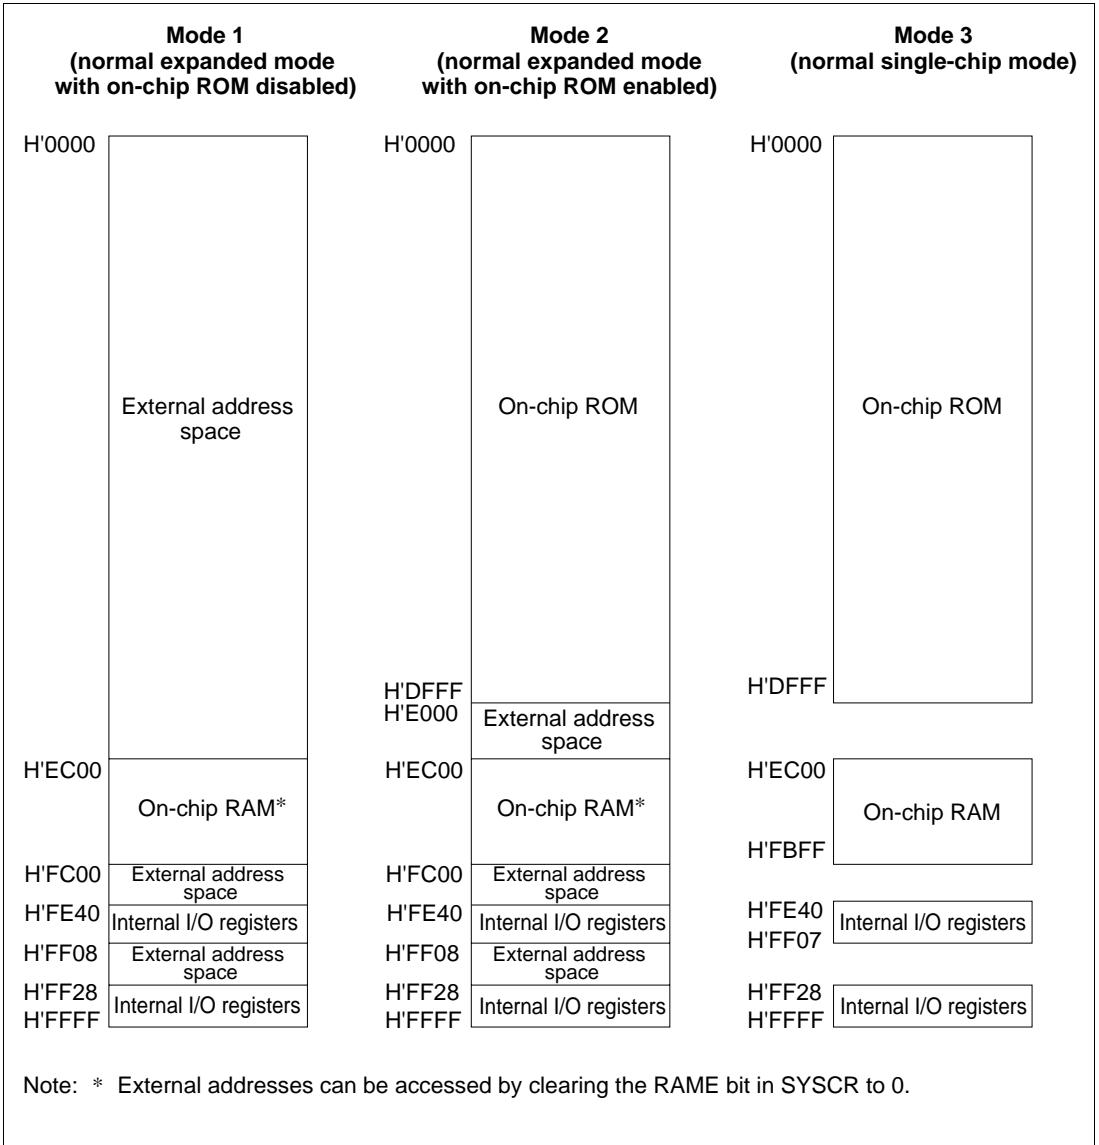 Mode 1
(normal expanded mode
with on-chip ROM disabled)
H'0000
External address
space
H'EC00
On-chip RAM*
H'FC00
External address
space
H'FE40
Internal I/O registers
H'FF08
External address
space
H'FF28
Internal I/O registers
H'FFFF
Mode 2
(normal expanded mode
with on-chip ROM enabled)
H'0000
On-chip ROM
H'DFFF
H'E000
External address
space
H'EC00
On-chip RAM*
H'FC00
External address
space
H'FE40
Internal I/O registers
H'FF08
External address
space
H'FF28
Internal I/O registers
H'FFFF
Mode 3
(normal single-chip mode)
H'0000
On-chip ROM
H'DFFF
H'EC00
On-chip RAM
H'FBFF
H'FE40
Internal I/O registers
H'FF07
H'FF28
Internal I/O registers
H'FFFF
Note: * External addresses can be accessed by clearing the RAME bit in SYSCR to 0.